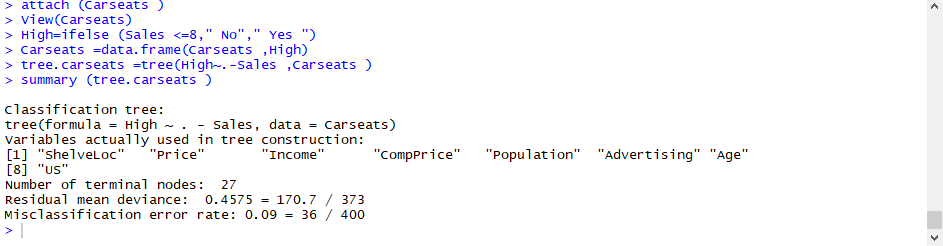 > attach (Carseats )
> View(Carseats)
> High=ifelse (Sales <=8," No"," Yes ")
> Carseats =data.frame(Carseats ,High)
> tree.carseats =tree(High~.-Sales ,Carseats )
> summary (tree.carseats )
Classification tree:
tree(formula = High ~ . - Sales, data = Carseats)
Variables actually used in tree construction:
[1] "ShelveLoc" "Price" "Income" "CompPrice" "Population" "Advertising" "Age"
[8] "US"
Number of terminal nodes: 27
Residual mean deviance: 0.4575 = 170.7 / 373
Misclassification error rate: 0.09 = 36 / 400
>